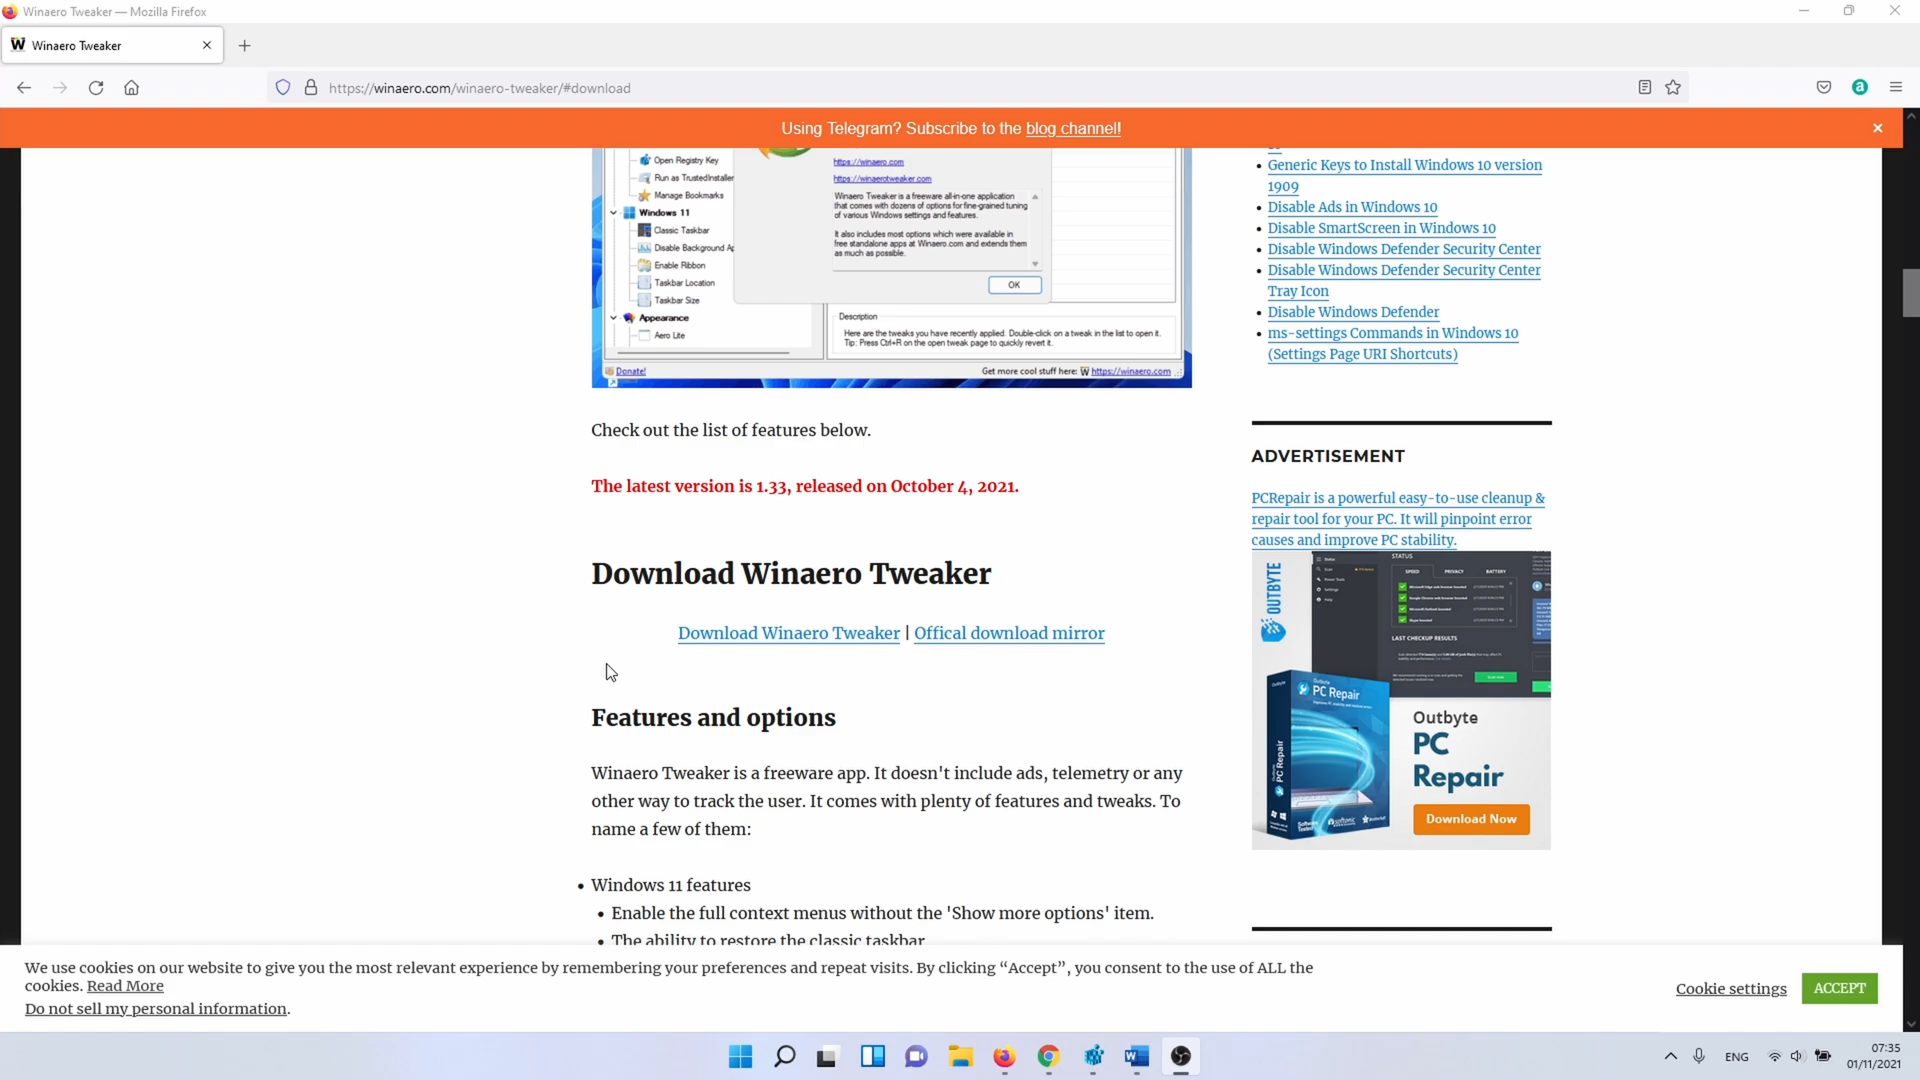 Winaero Tweaker — Mozilla Firefox
Winaero Tweaker
https://winaero.com/winaero-tweaker/#download
Using Telegram? Subscribe to the blog channel!
Open Registry Key
Run as TrustedInstaller
Manage Bookmarks
Windows 11
Classic Taskbar
Disable Background Ap
Enable Ribbon
Taskbar Location
Taskbar Size
Appearance
Aero Lite
https://winaero.com
https://winaerotweaker.com
Winaero Tweaker is a freeware all-in-one application
that comes with dozens of options for fine-grained tuning
of various Windows settings and features.
It also includes most options which were available in
free standalone apps at Winaero.com and extends them
as much as possible.
OK
Description
Here are the tweaks you have recently applied. Double-click on a tweak in the list to open it.
Tip: Press Ctrl+R on the open tweak page to quickly revert it.
Donate!
Get more cool stuff here: W https://winaero.com
Check out the list of features below.
The latest version is 1.33, released on October 4, 2021.
Download Winaero Tweaker
Download Winaero Tweaker | Offical download mirror
Features and options
Winaero Tweaker is a freeware app. It doesn't include ads, telemetry or any
other way to track the user. It comes with plenty of features and tweaks. To
name a few of them:
• Windows 11 features
• Enable the full context menus without the 'Show more options' item.
• The ability to restore the classic taskbar
• Generic Keys to Install Windows 10 version
1909
• Disable Ads in Windows 10
• Disable SmartScreen in Windows 10
• Disable Windows Defender Security Center
• Disable Windows Defender Security Center
Tray Icon
• Disable Windows Defender
• ms-settings Commands in Windows 10
(Settings Page URI Shortcuts)
ADVERTISEMENT
PCRepair is a powerful easy-to-use cleanup &
repair tool for your PC. It will pinpoint error
causes and improve PC stability.
OUTBYTE
STATUS
SPEED PRIVACY BATTERY
LAST CHECKUP RESULTS
PC Repair
PC Repair
Outbyte
PC
Repair
Download Now
We use cookies on our website to give you the most relevant experience by remembering your preferences and repeat visits. By clicking “Accept”, you consent to the use of ALL the
cookies. Read More
Do not sell my personal information.
Cookie settings
ACCEPT
ENG
07:35
01/11/2021